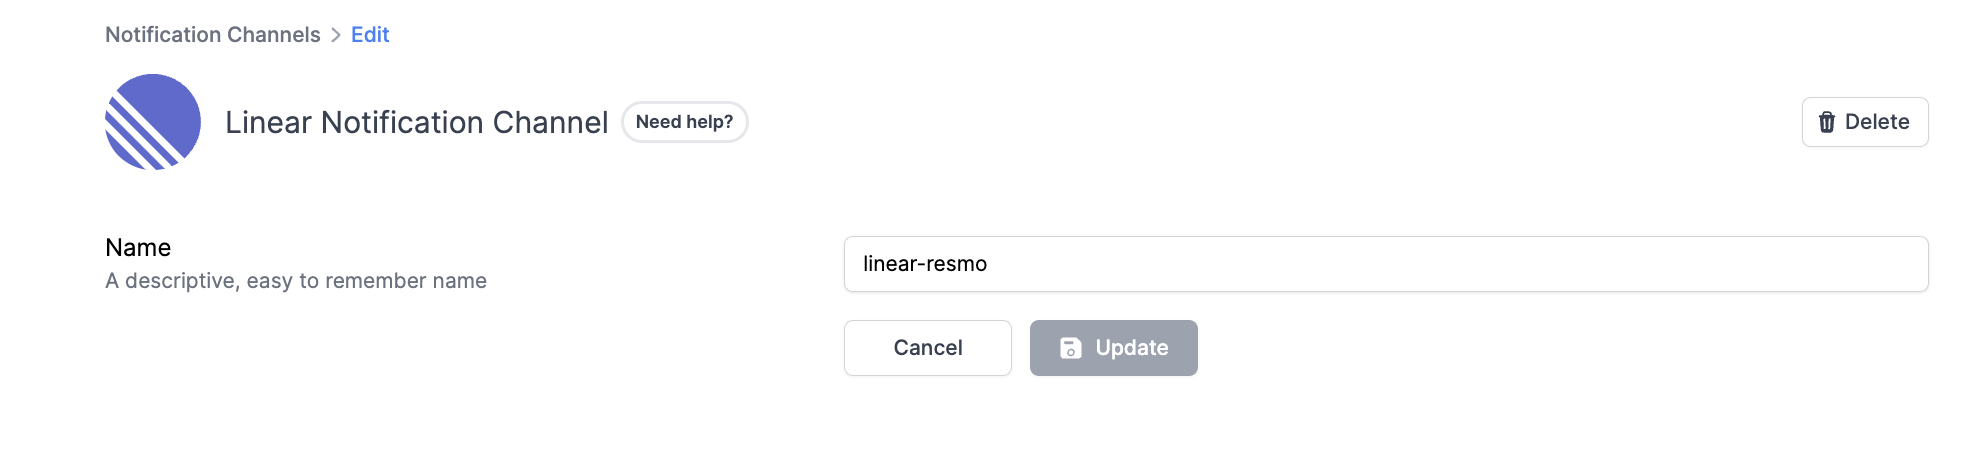 Notification Channels > Edit
Linear Notification Channel
Need help?
Delete
Name
A descriptive, easy to remember name
linear-resmo
Cancel
Update